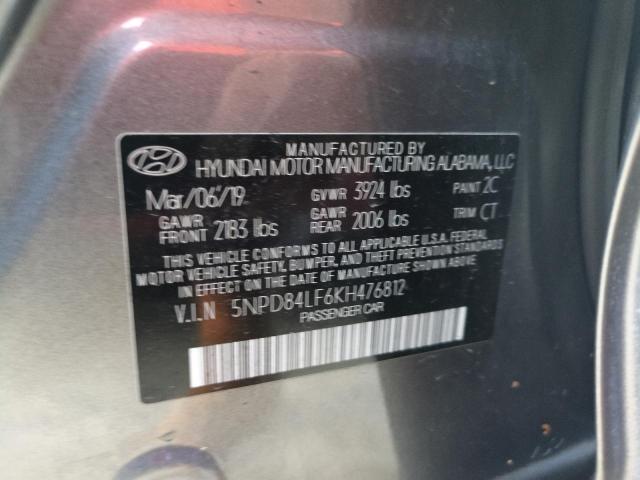 MANUFACTURED BY
HYUNDAI MOTOR MANUFACTURING ALABAMA, LLC
Mar/06/19 GVWR 3924 lbs PAINT 2C
GAWR FRONT 2183 lbs GAWR REAR 2006 lbs TRIM CT
THIS VEHICLE CONFORMS TO ALL APPLICABLE U.S.A. FEDERAL
MOTOR VEHICLE SAFETY, BUMPER, AND THEFT PREVENTION STANDARDS
IN EFFECT ON THE DATE OF MANUFACTURE SHOWN ABOVE.
V.I.N 5NPD84LF6KH476812
PASSENGER CAR